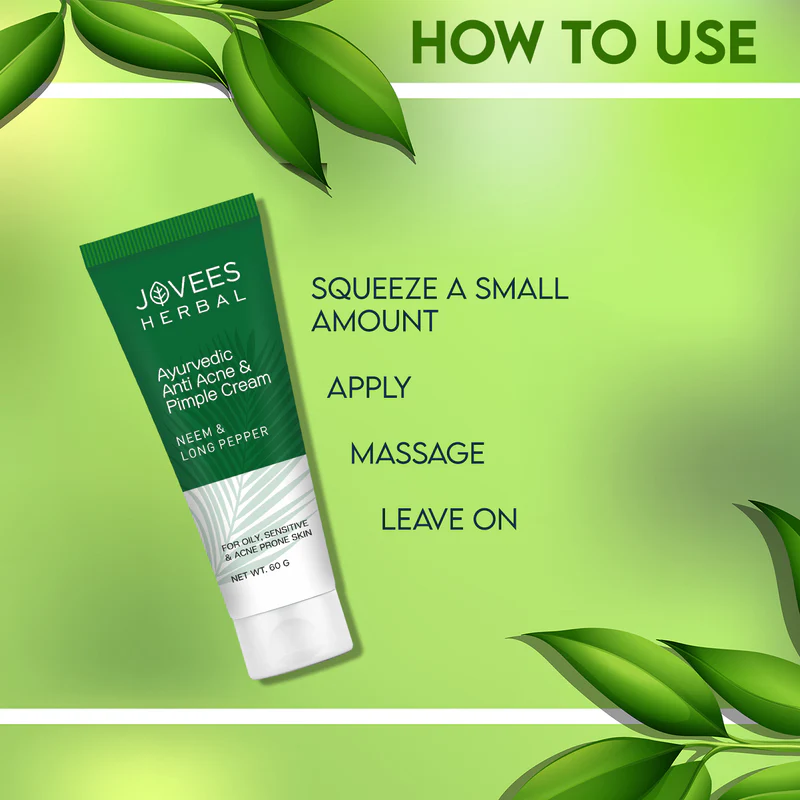 HOW TO USE
JOVEES
HERBAL
Ayurvedic
Anti Acne &
Pimple Cream
NEEM &
LONG PEPPER
FOR OILY, SENSITIVE
& ACNE PRONE SKIN
NET WT. 60 G
SQUEEZE A SMALL
AMOUNT
APPLY
MASSAGE
LEAVE ON